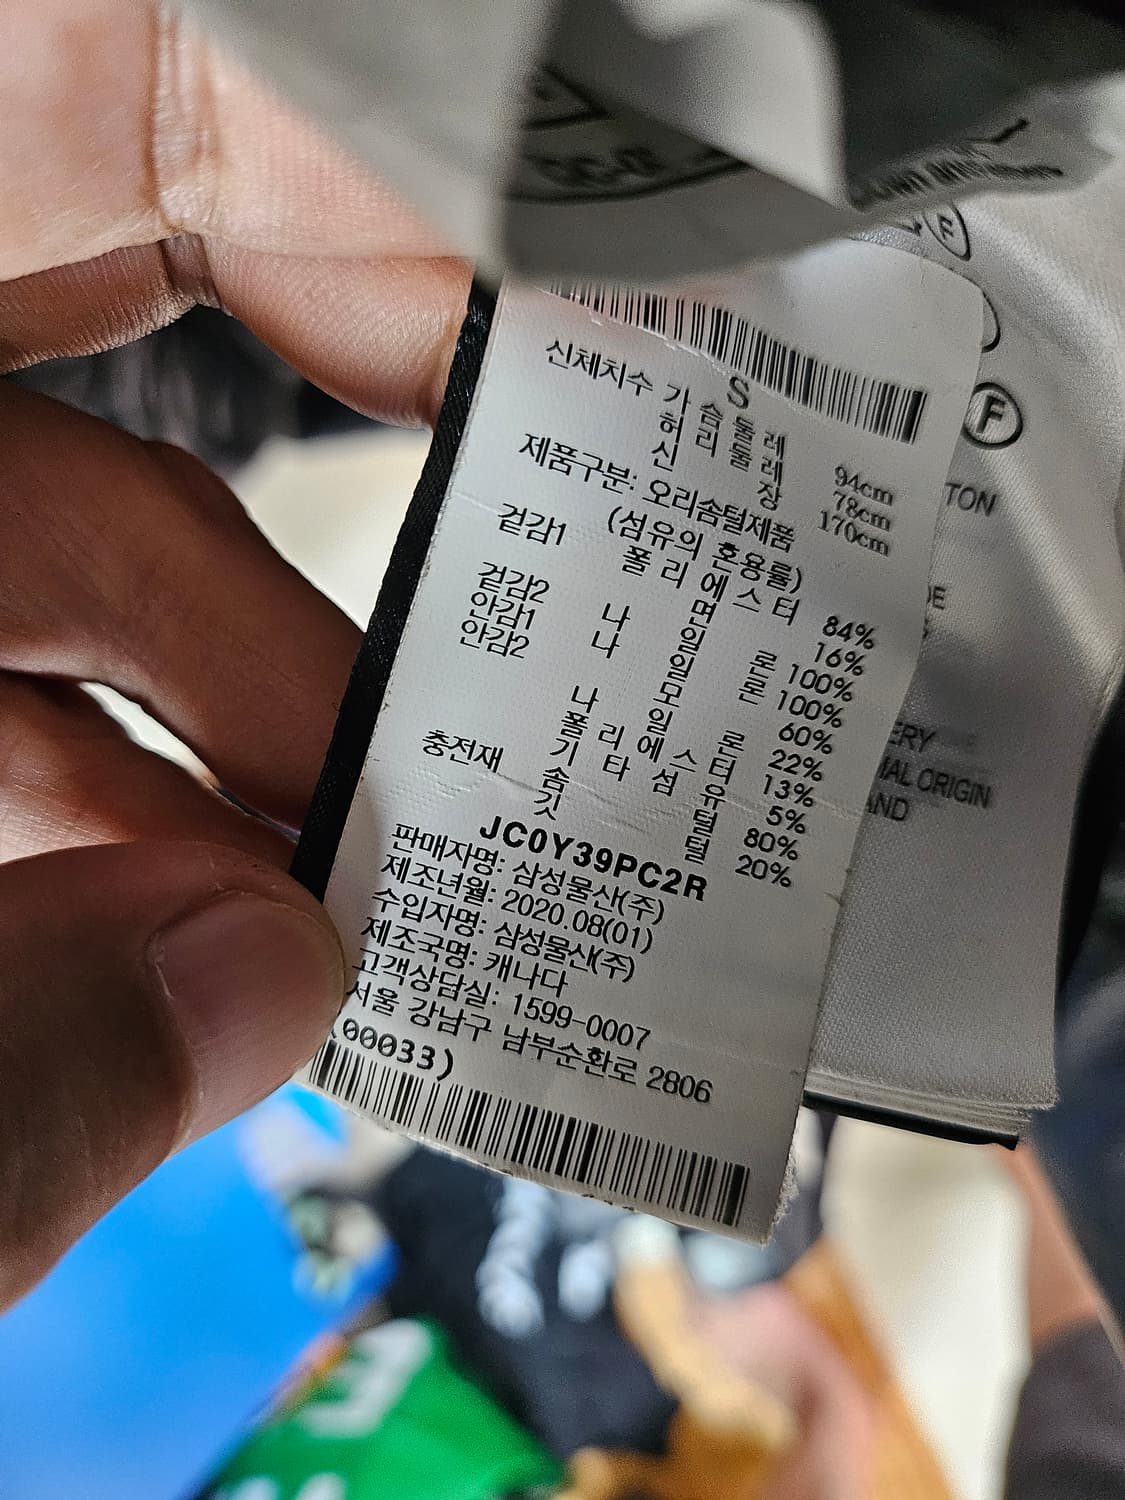 S
신체치수 가슴둘레 94cm
허리둘레 78cm
신장 170cm
제품구분: 오리솜털제품
(섬유의 혼용률)
겉감1 폴리에스터 84%
면 16%
겉감2 나일론 100%
안감1 나일론 100%
안감2 모 60%
나일론 22%
폴리에스터 13%
기타섬유 5%
충전재 솜털 80%
깃털 20%
JC0Y39PC2R
판매자명: 삼성물산(주)
제조년월: 2020.08(01)
수입자명: 삼성물산(주)
제조국명: 캐나다
고객상담실: 1599-0007
서울 강남구 남부순환로 2806
(00033)
F
F
AL ORIGIN